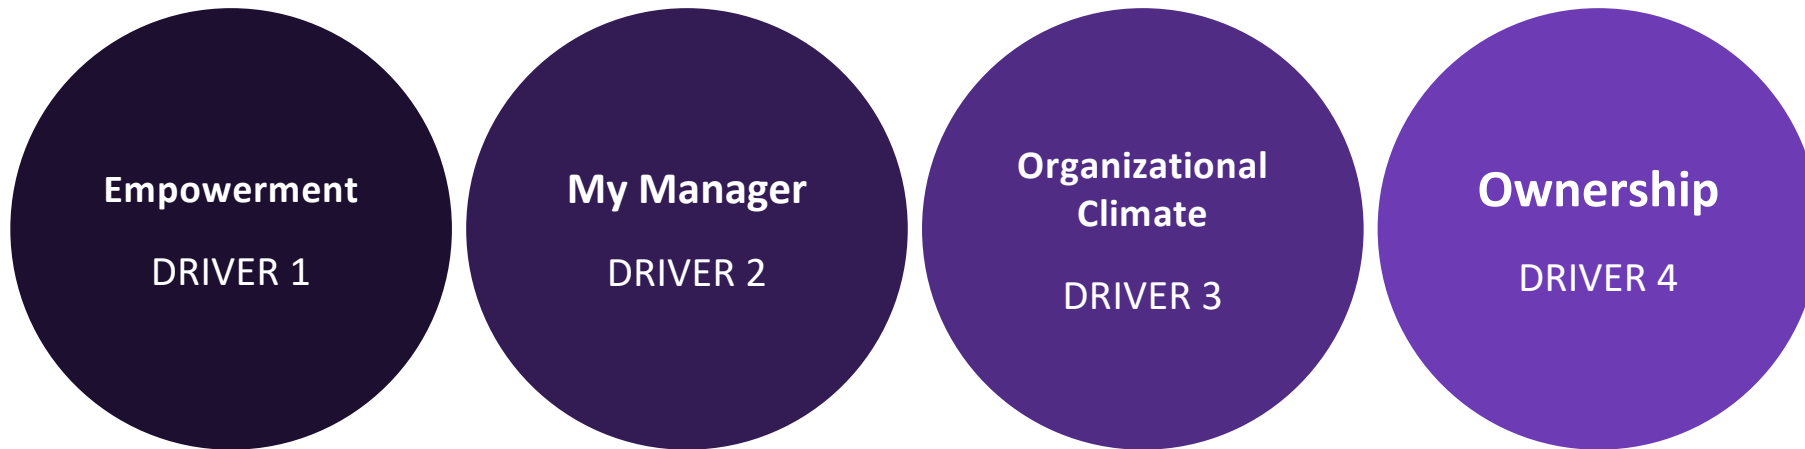 Empowerment
DRIVER 1
My Manager
DRIVER 2
Organizational
Climate
DRIVER 3
Ownership
DRIVER 4